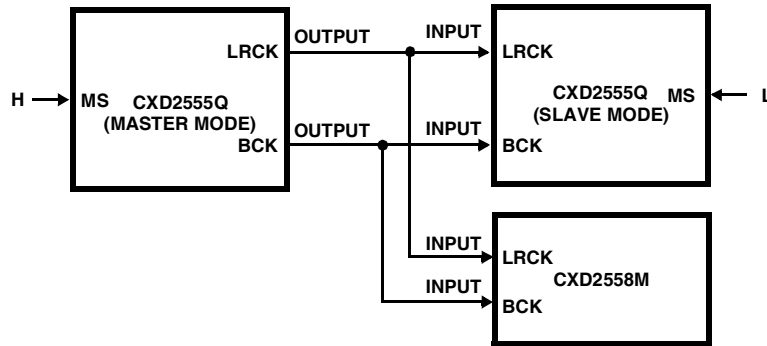 OUTPUT
INPUT
LRCK
LRCK
H
MS
CXD2555Q
(MASTER MODE)
CXD2555Q
(SLAVE MODE)
MS
L
OUTPUT
INPUT
BCK
BCK
INPUT
LRCK
CXD2558M
INPUT
BCK